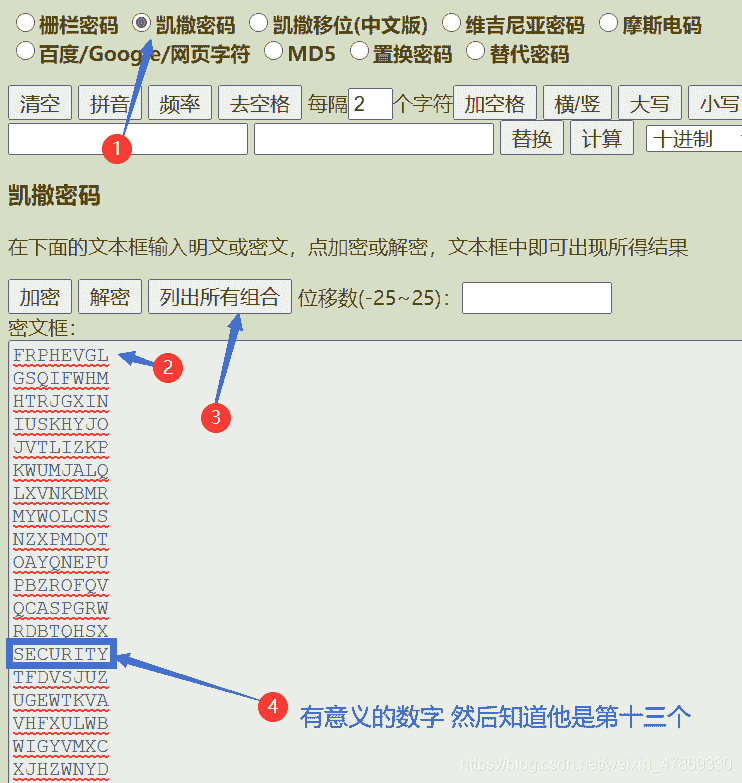 栅栏密码 凯撒密码 凯撒移位(中文版) 维吉尼亚密码 摩斯电码
百度/Google/网页字符 MD5 置换密码 替代密码
清空 拼音 频率 去空格 每隔 2 个字符 加空格 横/竖 大写 小写
替换 计算 十进制
1
凯撒密码
在下面的文本框输入明文或密文，点加密或解密，文本框中即可出现所得结果
加密 解密 列出所有组合 位移数(-25~25)：
密文框：
FRPHEVGL
2
GSQIFWHM
HTRJGXIN
3
IUSKHYJO
JVTLIZKP
KWUMJALQ
LXVNKBMR
MYWOLCNS
NZXPMDOT
OAYQNEPU
PBZROFQV
QCASPGRW
RDBTQHSX
SECURITY
TFDVSJUZ
UGEWTKVA
4
有意义的数字 然后知道他是第十三个
VHFXULWB
WIGYVMXC
XJHZWNYD
https://blog.csdn.net/weixin_47869330